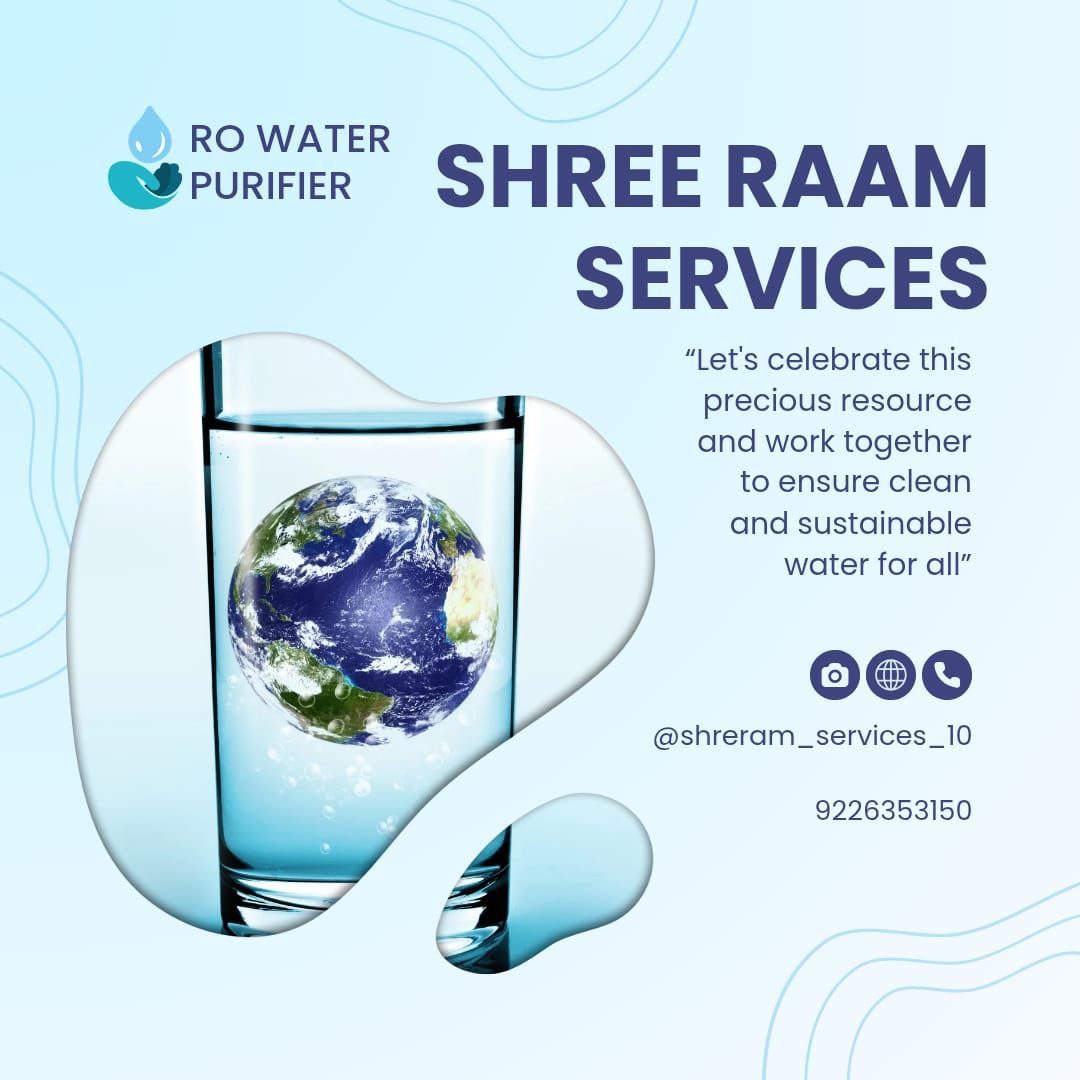 RO WATER
PURIFIER
SHREE RAAM
SERVICES
“Let's celebrate this
precious resource
and work together
to ensure clean
and sustainable
water for all”
@shreram_services_10
9226353150